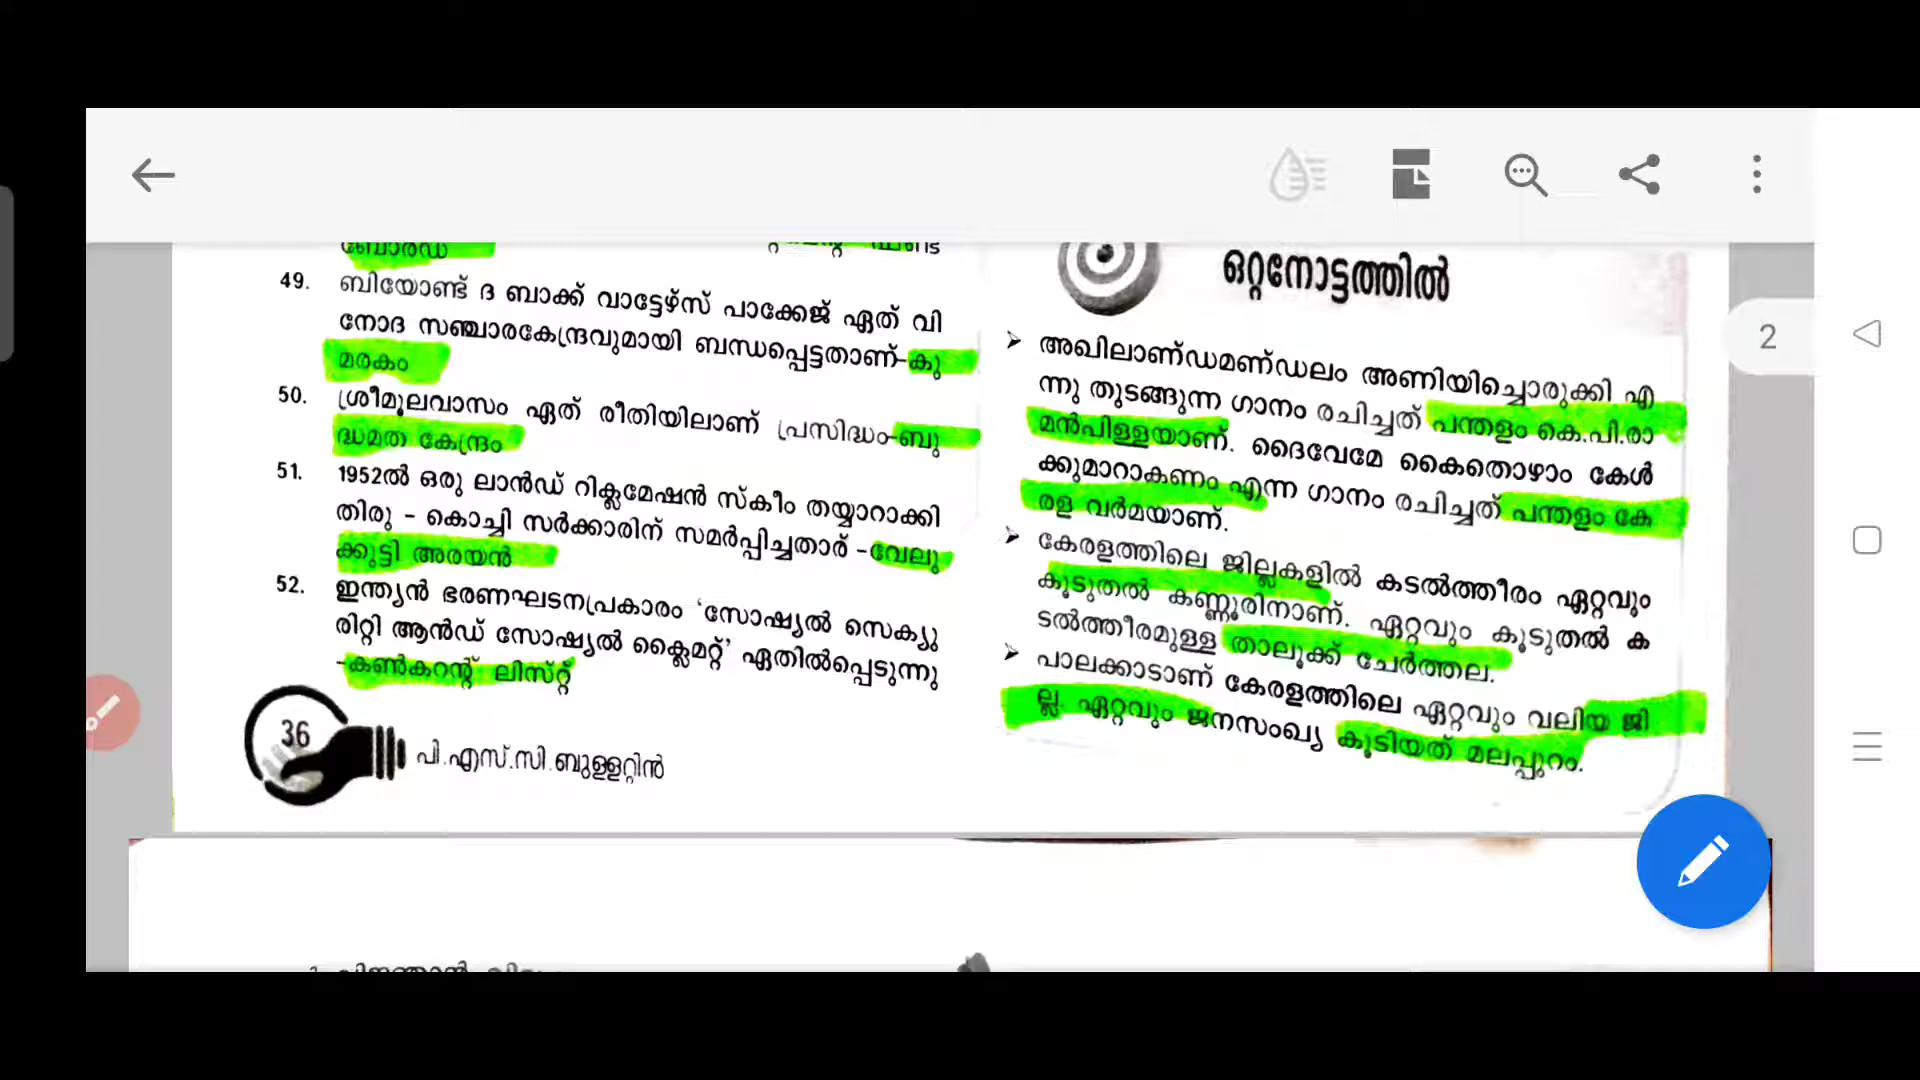 ബോർഡ്
49. ബിയോണ്ട് ദ ബാക്ക് വാട്ടേഴ്സ് പാക്കേജ് ഏത് വി
നോദ സഞ്ചാരകേന്ദ്രവുമായി ബന്ധപ്പെട്ടതാണ്-കു
മരകം
50. ശ്രീമൂലവാസം ഏത് രീതിയിലാണ് പ്രസിദ്ധം-ബു
ദ്ധമത കേന്ദ്രം
51. 1952ൽ ഒരു ലാൻഡ് റിക്ലമേഷൻ സ്കീം തയ്യാറാക്കി
തിരു - കൊച്ചി സർക്കാരിന് സമർപ്പിച്ചതാര് -വേലു
ക്കുട്ടി അരയൻ
52. ഇന്ത്യൻ ഭരണഘടനപ്രകാരം ‘സോഷ്യൽ സെക്യു
രിറ്റി ആൻഡ് സോഷ്യൽ ക്ലൈമറ്റ്’ ഏതിൽപ്പെടുന്നു
-കൺകറന്റ് ലിസ്റ്റ്
36
പി.എസ്.സി.ബുള്ളറ്റിൻ
ഒറ്റനോട്ടത്തിൽ
➢ അഖിലാണ്ഡമണ്ഡലം അണിയിച്ചൊരുക്കി എ
ന്നു തുടങ്ങുന്ന ഗാനം രചിച്ചത് പന്തളം കെ.പി.രാ
മൻപിള്ളയാണ്. ദൈവേമേ കൈതൊഴാം കേൾ
ക്കുമാറാകണം എന്ന ഗാനം രചിച്ചത് പന്തളം കേ
രള വർമയാണ്.
➢ കേരളത്തിലെ ജില്ലകളിൽ കടൽത്തീരം ഏറ്റവും
കൂടുതൽ കണ്ണൂരിനാണ്. ഏറ്റവും കൂടുതൽ ക
ടൽത്തീരമുള്ള താലൂക്ക് ചേർത്തല.
➢ പാലക്കാടാണ് കേരളത്തിലെ ഏറ്റവും വലിയ ജി
ല്ല. ഏറ്റവും ജനസംഖ്യ കൂടിയത് മലപ്പുറം.
2